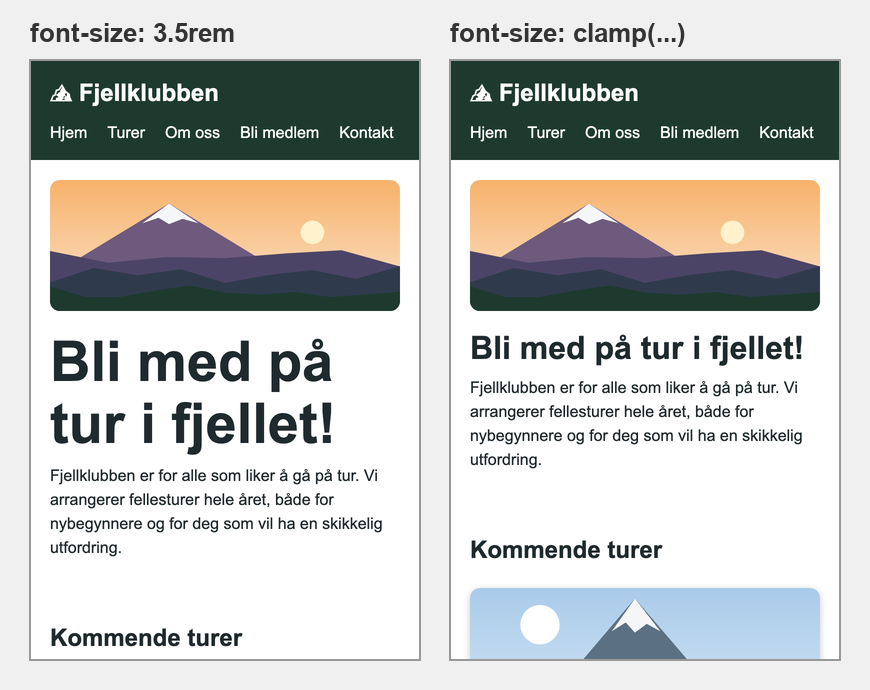 font-size: 3.5rem
Fjellklubben
Hjem Turer Om oss Bli medlem Kontakt
Bli med på
tur i fjellet!
Fjellklubben er for alle som liker å gå på tur. Vi
arrangerer fellesturer hele året, både for
nybegynnere og for deg som vil ha en skikkelig
utfordring.
Kommende turer
font-size: clamp(...)
Fjellklubben
Hjem Turer Om oss Bli medlem Kontakt
Bli med på tur i fjellet!
Fjellklubben er for alle som liker å gå på tur. Vi
arrangerer fellesturer hele året, både for
nybegynnere og for deg som vil ha en skikkelig
utfordring.
Kommende turer